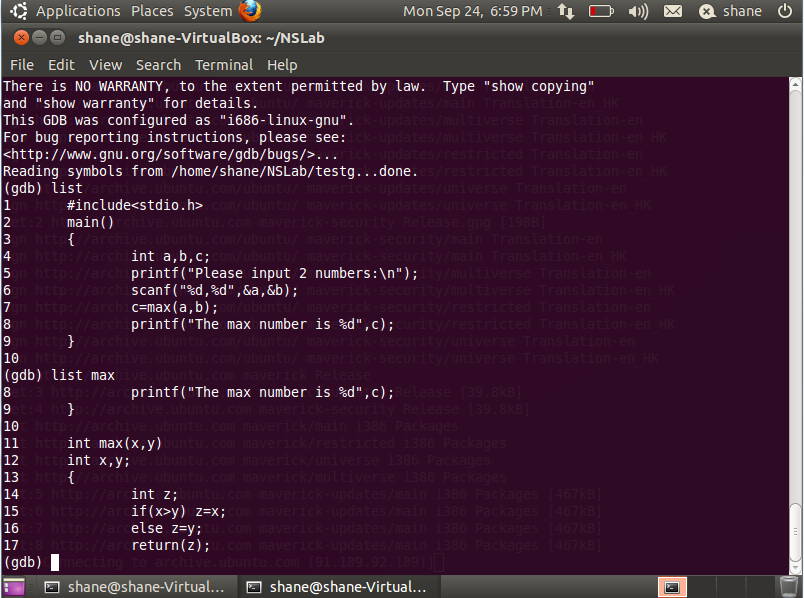 Applications Places System Mon Sep 24, 6:59 PM shane
shane@shane-VirtualBox: ~/NSLab
File Edit View Search Terminal Help
There is NO WARRANTY, to the extent permitted by law.  Type "show copying"
and "show warranty" for details.
This GDB was configured as "i686-linux-gnu".
For bug reporting instructions, please see:
<http://www.gnu.org/software/gdb/bugs/>...
Reading symbols from /home/shane/NSLab/testg...done.
(gdb) list
1       #include<stdio.h>
2       main()
3       {
4               int a,b,c;
5               printf("Please input 2 numbers:\n");
6               scanf("%d,%d",&a,&b);
7               c=max(a,b);
8               printf("The max number is %d",c);
9       }
10
(gdb) list max
8               printf("The max number is %d",c);
9       }
10
11      int max(x,y)
12      int x,y;
13      {
14              int z;
15              if(x>y) z=x;
16              else z=y;
17              return(z);
(gdb)
shane@shane-Virtual... shane@shane-Virtual...